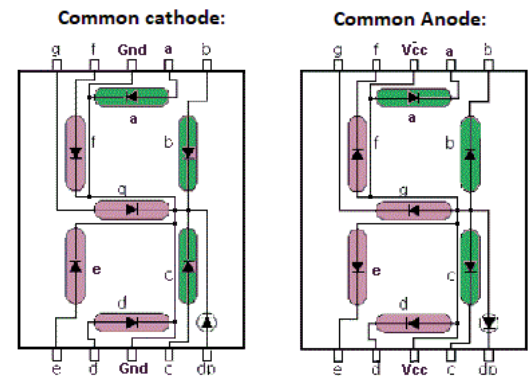 Common cathode:
Common Anode:
g f Gnd a b
g f Vcc a b
a
a
f b
f b
g
g
e c
e c
d
d
e d Gnd c dp
e d Vcc c dp